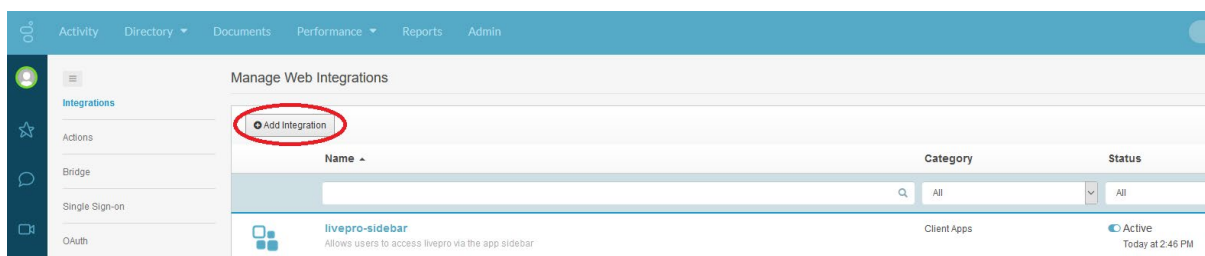 Activity Directory Documents Performance Reports Admin
Manage Web Integrations
Integrations
Add Integration
Actions
Name Category Status
Bridge
All All
Single Sign-on
livepro-sidebar Client Apps Active
OAuth Allows users to access livepro via the app sidebar Today at 2:46 PM